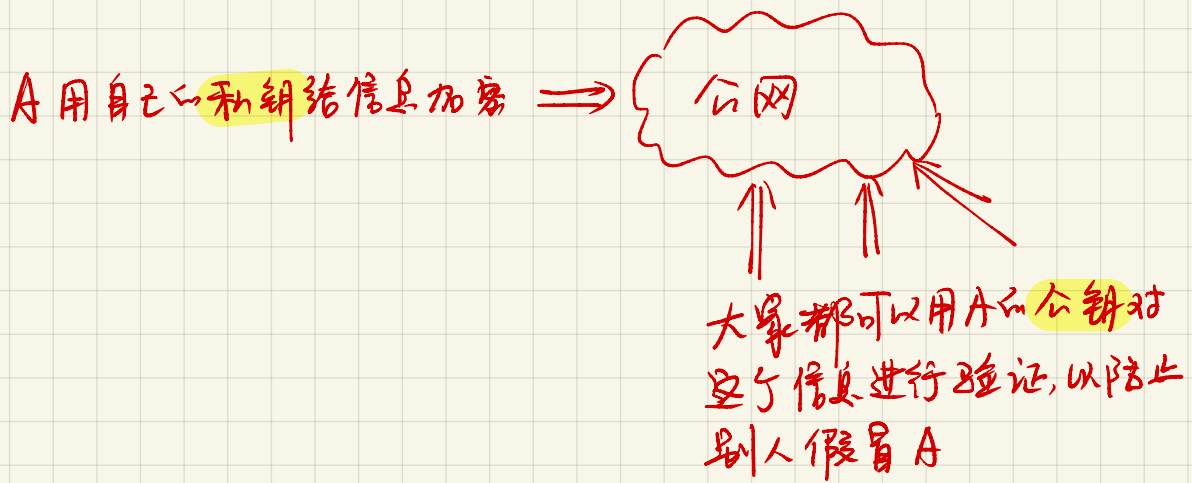 A用自己的私钥给信息加密
公网
大家都可以用A的公钥对
这个信息进行验证,以防止
别人假冒A